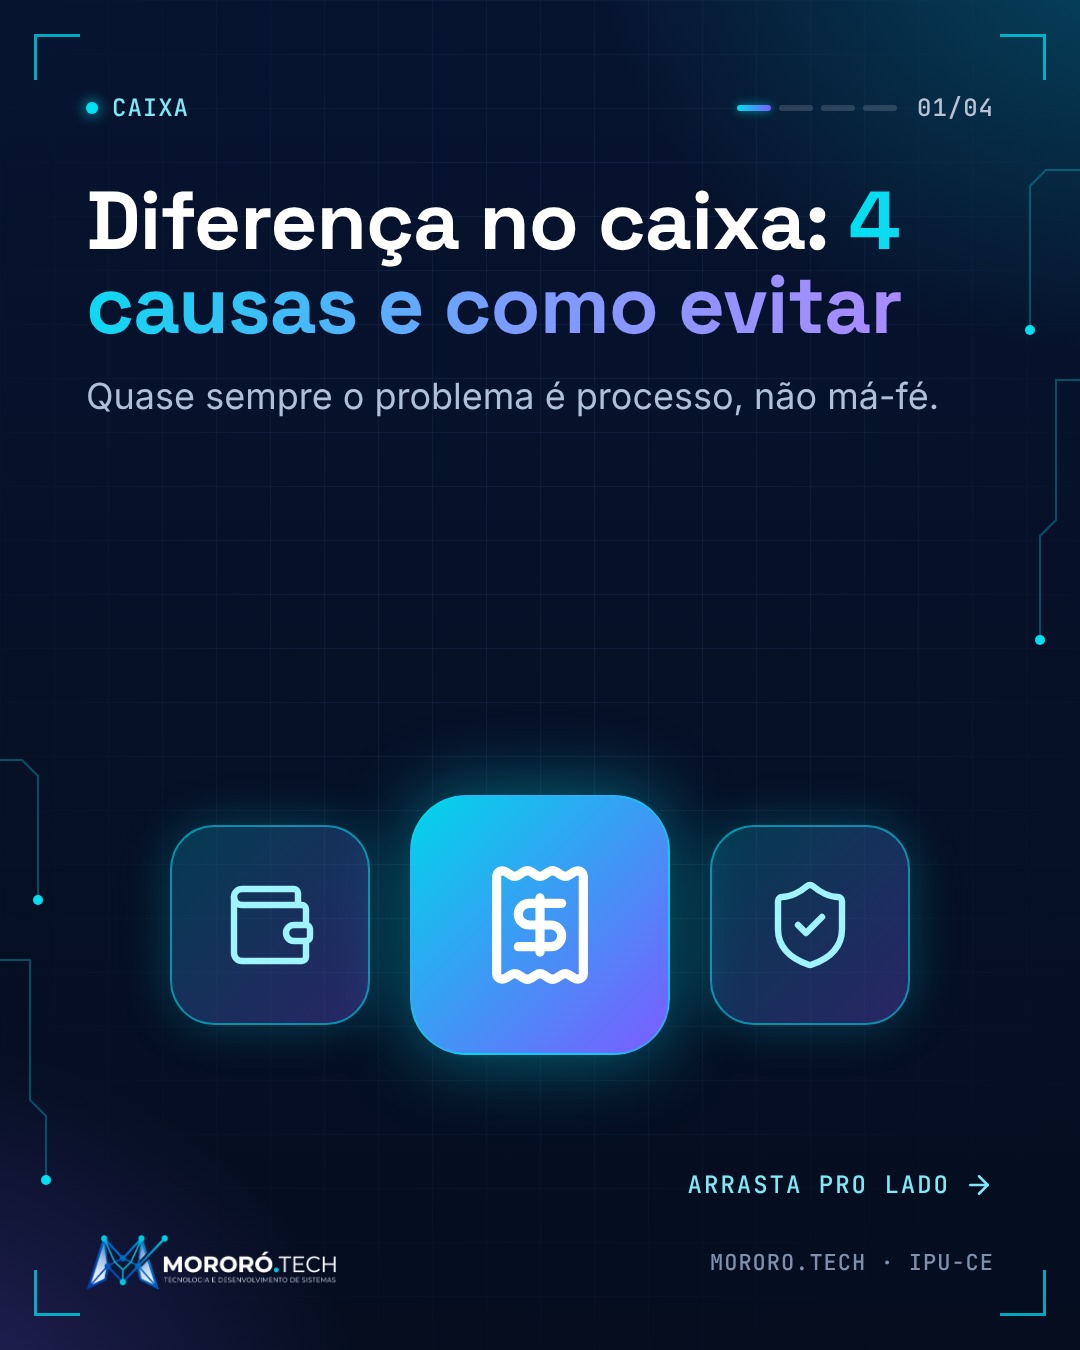 CAIXA
01/04
Diferença no caixa: 4
causas e como evitar
Quase sempre o problema é processo, não má-fé.
ARRASTA PRO LADO →
MORORÓ.TECH
TECNOLOGIA E DESENVOLVIMENTO DE SISTEMAS
MORORO.TECH · IPU-CE